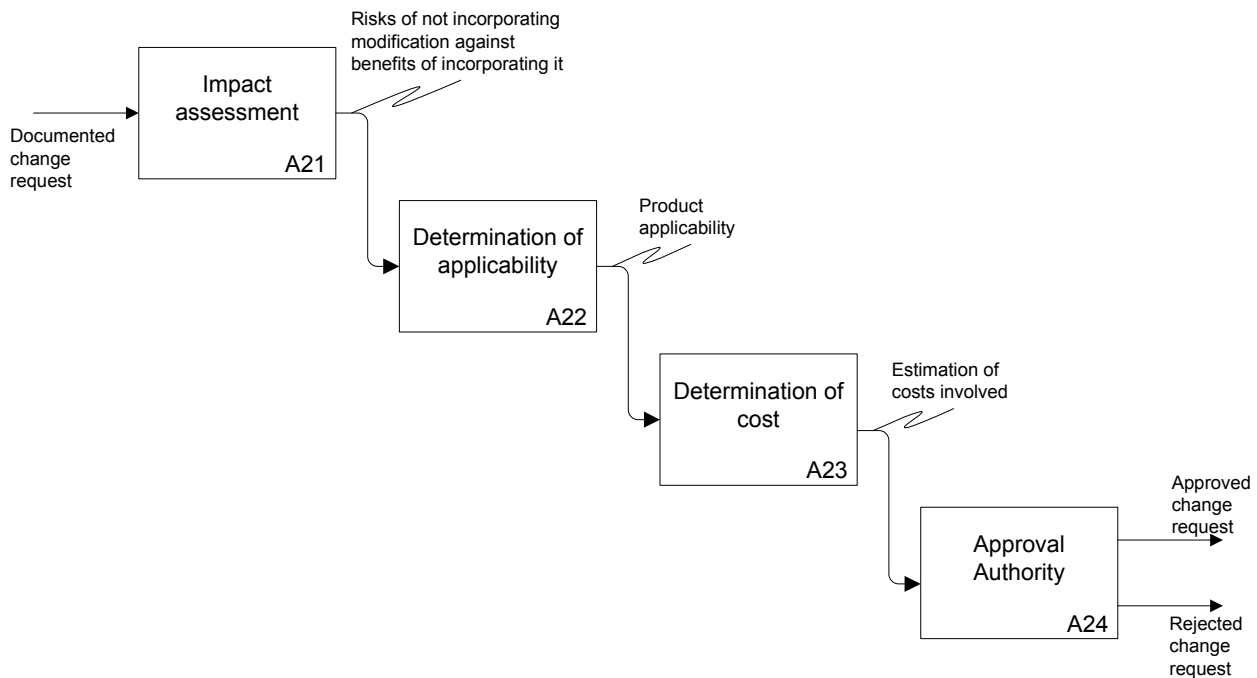 Risks of not incorporating
modification against
benefits of incorporating it
Impact
assessment
A21
Documented
change
request
Determination of
applicability
A22
Product
applicability
Determination of
cost
A23
Estimation of
costs involved
Approval
Authority
A24
Approved
change
request
Rejected
change
request